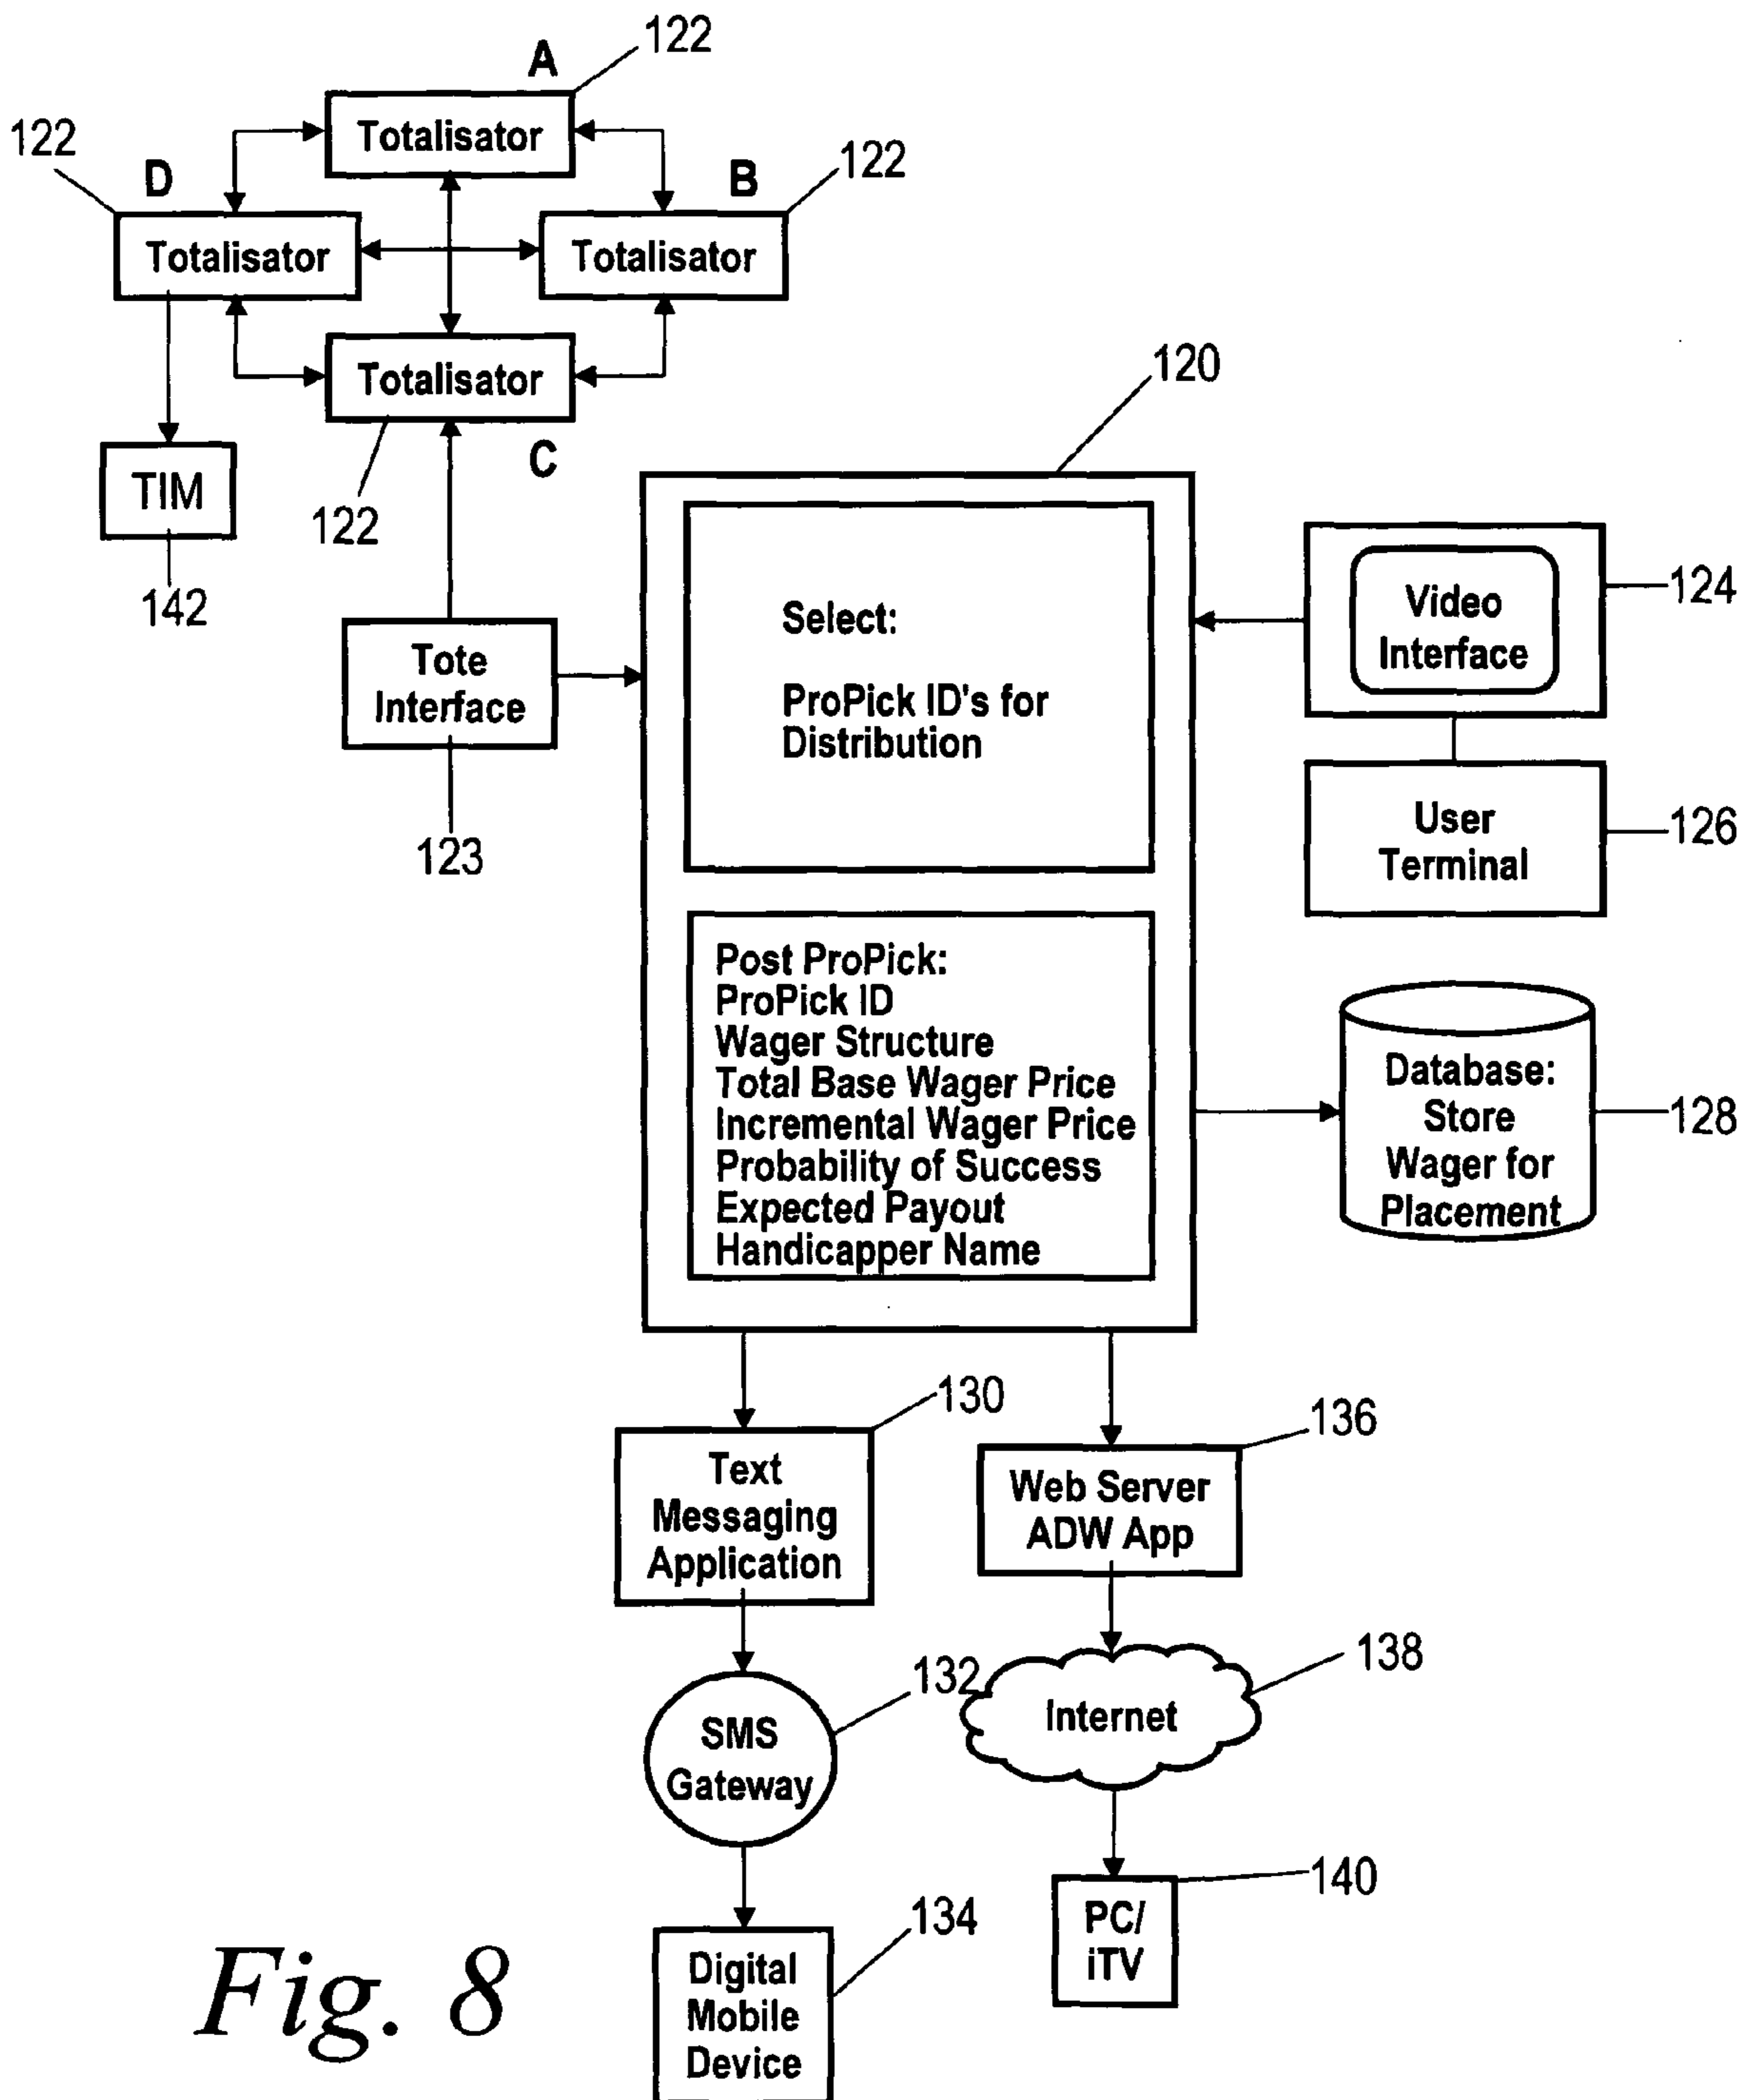 A
122
Totalisator
122
D
B
122
Totalisator
Totalisator
Totalisator
C
122
TIM
142
120
Tote
Interface
123
Select:
ProPick ID's for
Distribution
Video
Interface
124
User
Terminal
126
Post ProPick:
ProPick ID
Wager Structure
Total Base Wager Price
Incremental Wager Price
Probability of Success
Expected Payout
Handicapper Name
Database:
Store
Wager for
Placement
128
130
Text
Messaging
Application
136
Web Server
ADW App
132
SMS
Gateway
138
Internet
134
Digital
Mobile
Device
140
PC/
iTV
Fig. 8